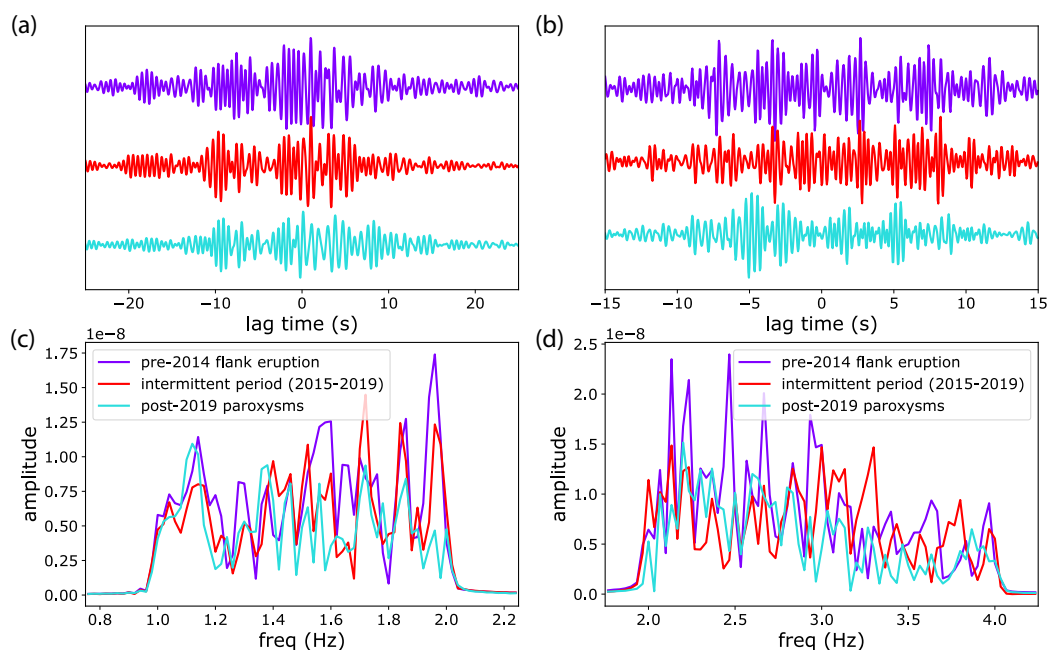 (a)
(b)
−20 −10 0 10 20
lag time (s)
−15 −10 −5 0 5 10 15
lag time (s)
(c)
1e−8
pre-2014 flank eruption
intermittent period (2015-2019)
post-2019 paroxysms
1.75
1.50
1.25
1.00
0.75
0.50
0.25
0.00
amplitude
0.8 1.0 1.2 1.4 1.6 1.8 2.0 2.2
freq (Hz)
(d)
1e−8
pre-2014 flank eruption
intermittent period (2015-2019)
post-2019 paroxysms
2.5
2.0
1.5
1.0
0.5
0.0
amplitude
2.0 2.5 3.0 3.5 4.0
freq (Hz)